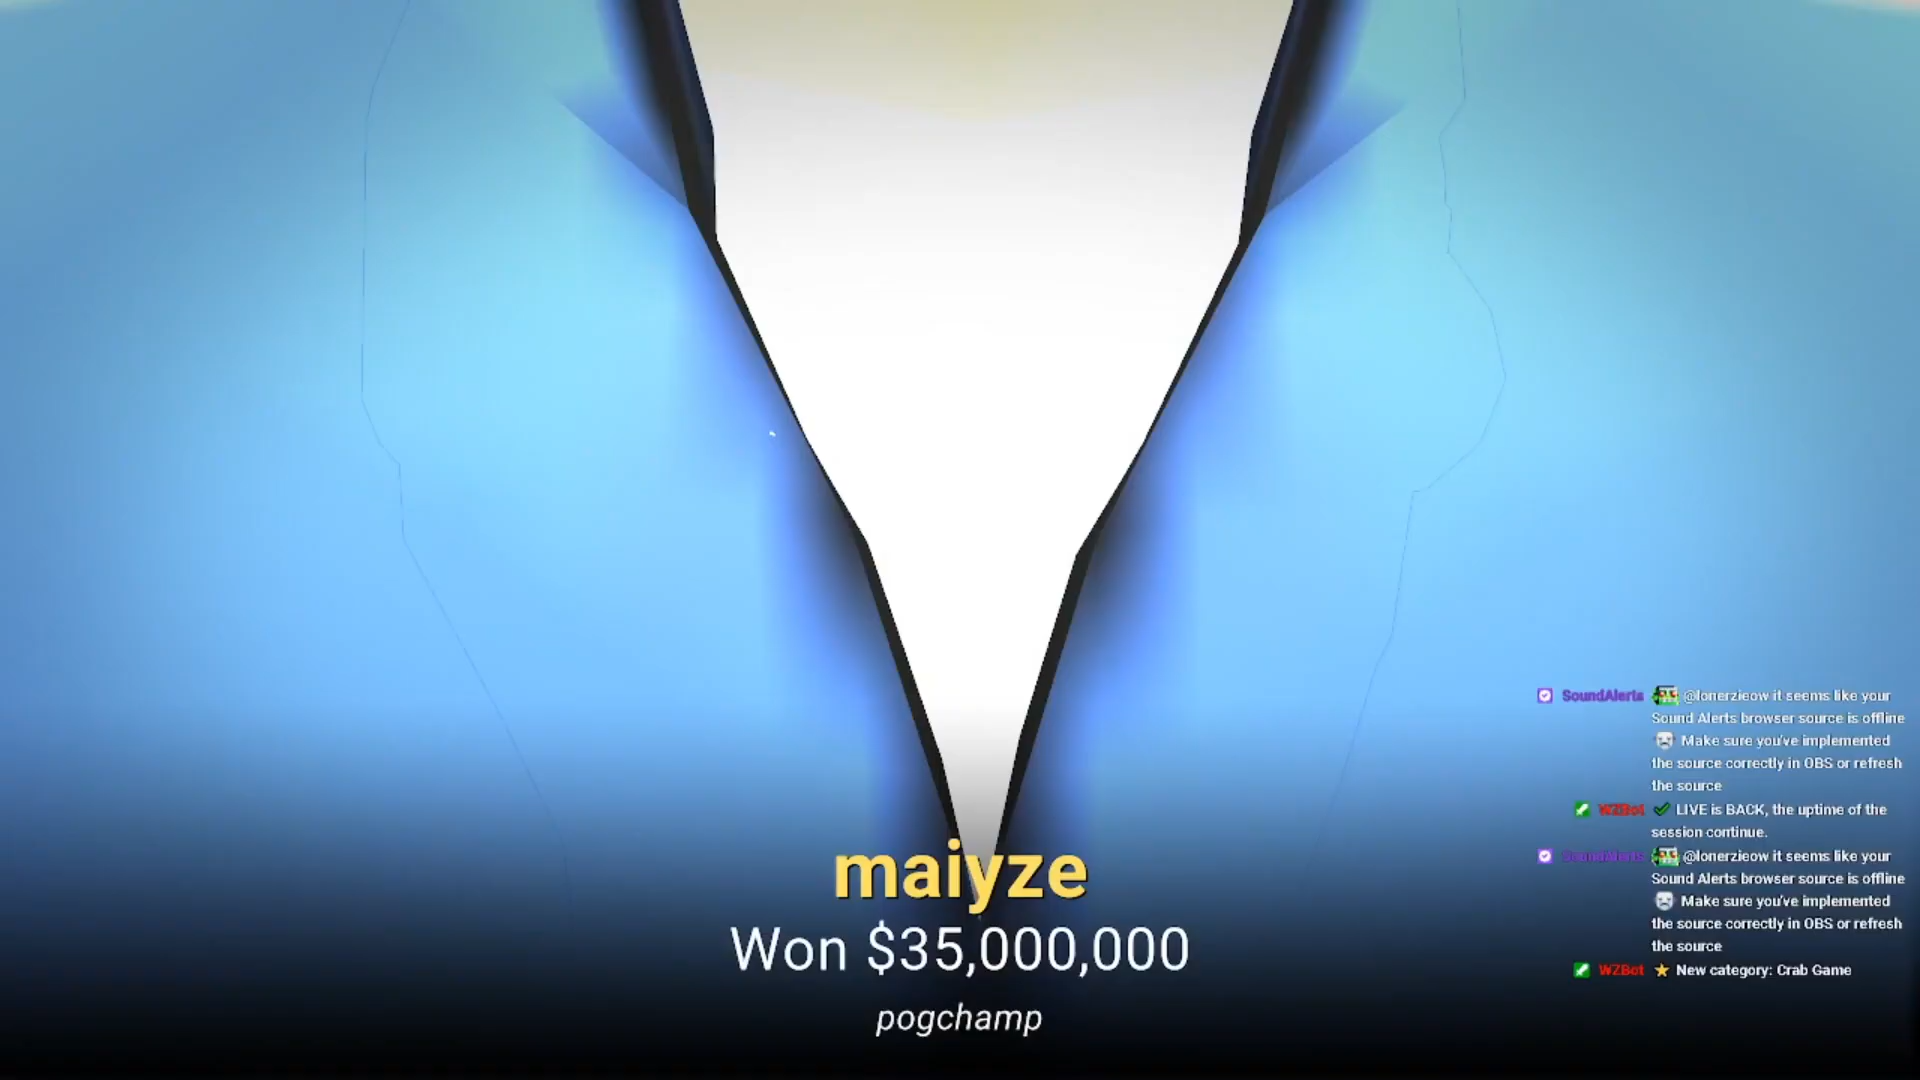 SoundAlerts @lonerzieow it seems like your
Sound Alerts browser source is offline
Make sure you've implemented
the source correctly in OBS or refresh
the source
WZBot LIVE is BACK, the uptime of the
session continue.
SoundAlerts @lonerzieow it seems like your
Sound Alerts browser source is offline
Make sure you've implemented
the source correctly in OBS or refresh
the source
WZBot New category: Crab Game
maiyze
Won $35,000,000
pogchamp